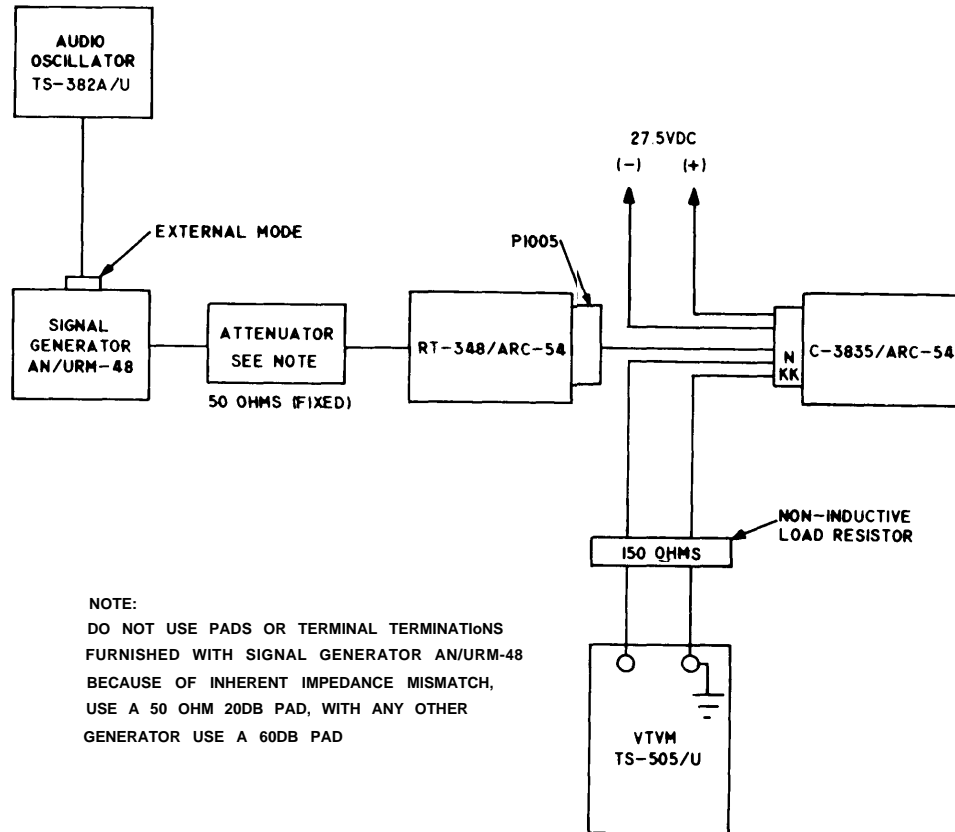 AUDIO
OSCILLATOR
TS-382A/U
27.5VDC
(-)
(+)
EXTERNAL MODE
P1005
SIGNAL
GENERATOR
AN/URM-48
ATTENUATOR
SEE NOTE
50 OHMS (FIXED)
RT-348/ARC-54
N
KK
C-3835/ARC-54
NON-INDUCTIVE
LOAD RESISTOR
150 OHMS
NOTE:
DO NOT USE PADS OR TERMINAL TERMINATIoNS
FURNISHED WITH SIGNAL GENERATOR AN/URM-48
BECAUSE OF INHERENT IMPEDANCE MISMATCH,
USE A 50 OHM 20DB PAD, WITH ANY OTHER
GENERATOR USE A 60DB PAD
VTVM
TS-505/U